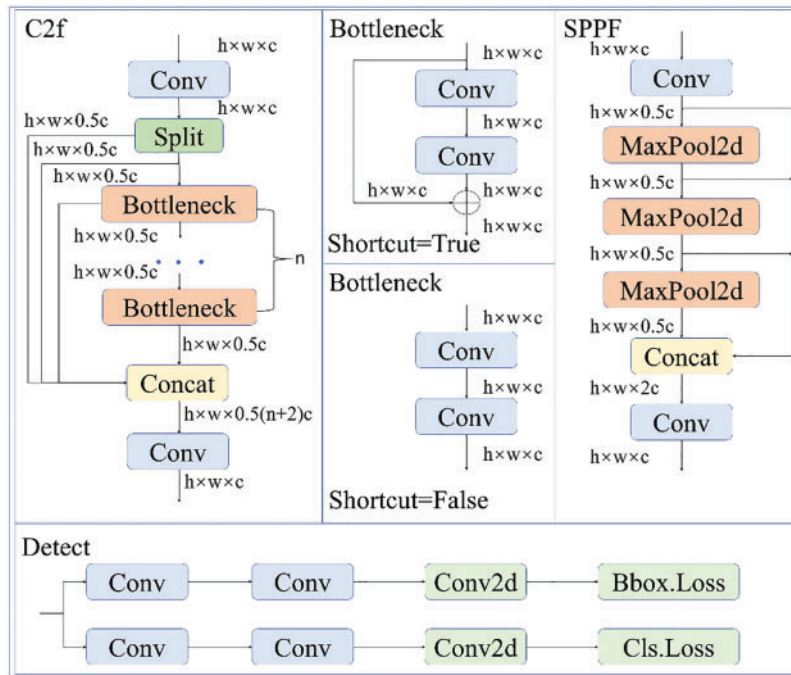 C2f
h×w×c
Conv
h×w×c
h×w×0.5c
Split
h×w×0.5c
h×w×0.5c
Bottleneck
h×w×0.5c
h×w×0.5c
n
Bottleneck
h×w×0.5c
Concat
h×w×0.5(n+2)c
Conv
h×w×c
Bottleneck
h×w×c
Conv
h×w×c
Conv
h×w×c
h×w×c
h×w×c
Shortcut=True
Bottleneck
h×w×c
Conv
h×w×c
Conv
h×w×c
Shortcut=False
SPPF
h×w×c
Conv
h×w×0.5c
MaxPool2d
h×w×0.5c
MaxPool2d
h×w×0.5c
MaxPool2d
h×w×0.5c
Concat
h×w×2c
Conv
h×w×c
Detect
Conv
Conv
Conv2d
Bbox.Loss
Conv
Conv
Conv2d
Cls.Loss